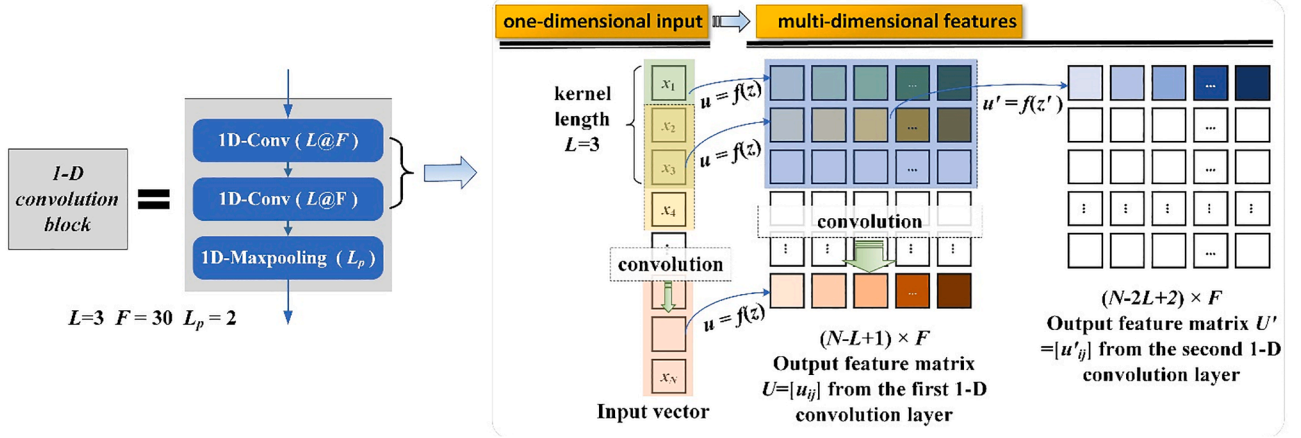 one-dimensional input
multi-dimensional features
1-D
convolution
block
=
1D-Conv ( L@F )
1D-Conv ( L@F )
1D-Maxpooling ( Lp )
L=3 F = 30 Lp = 2
kernel
length
L=3
x1
x2
x3
x4
⋮
convolution
xN
Input vector
u = f(z)
u = f(z)
u = f(z)
...
...
...
convolution
⋮ ⋮ ⋮ ⋮
...
(N-L+1) × F
Output feature matrix
U=[uij] from the first 1-D
convolution layer
u' = f(z' )
...
...
...
⋮ ⋮ ⋮ ⋮ ⋮
...
(N-2L+2) × F
Output feature matrix U'
=[u'ij] from the second 1-D
convolution layer